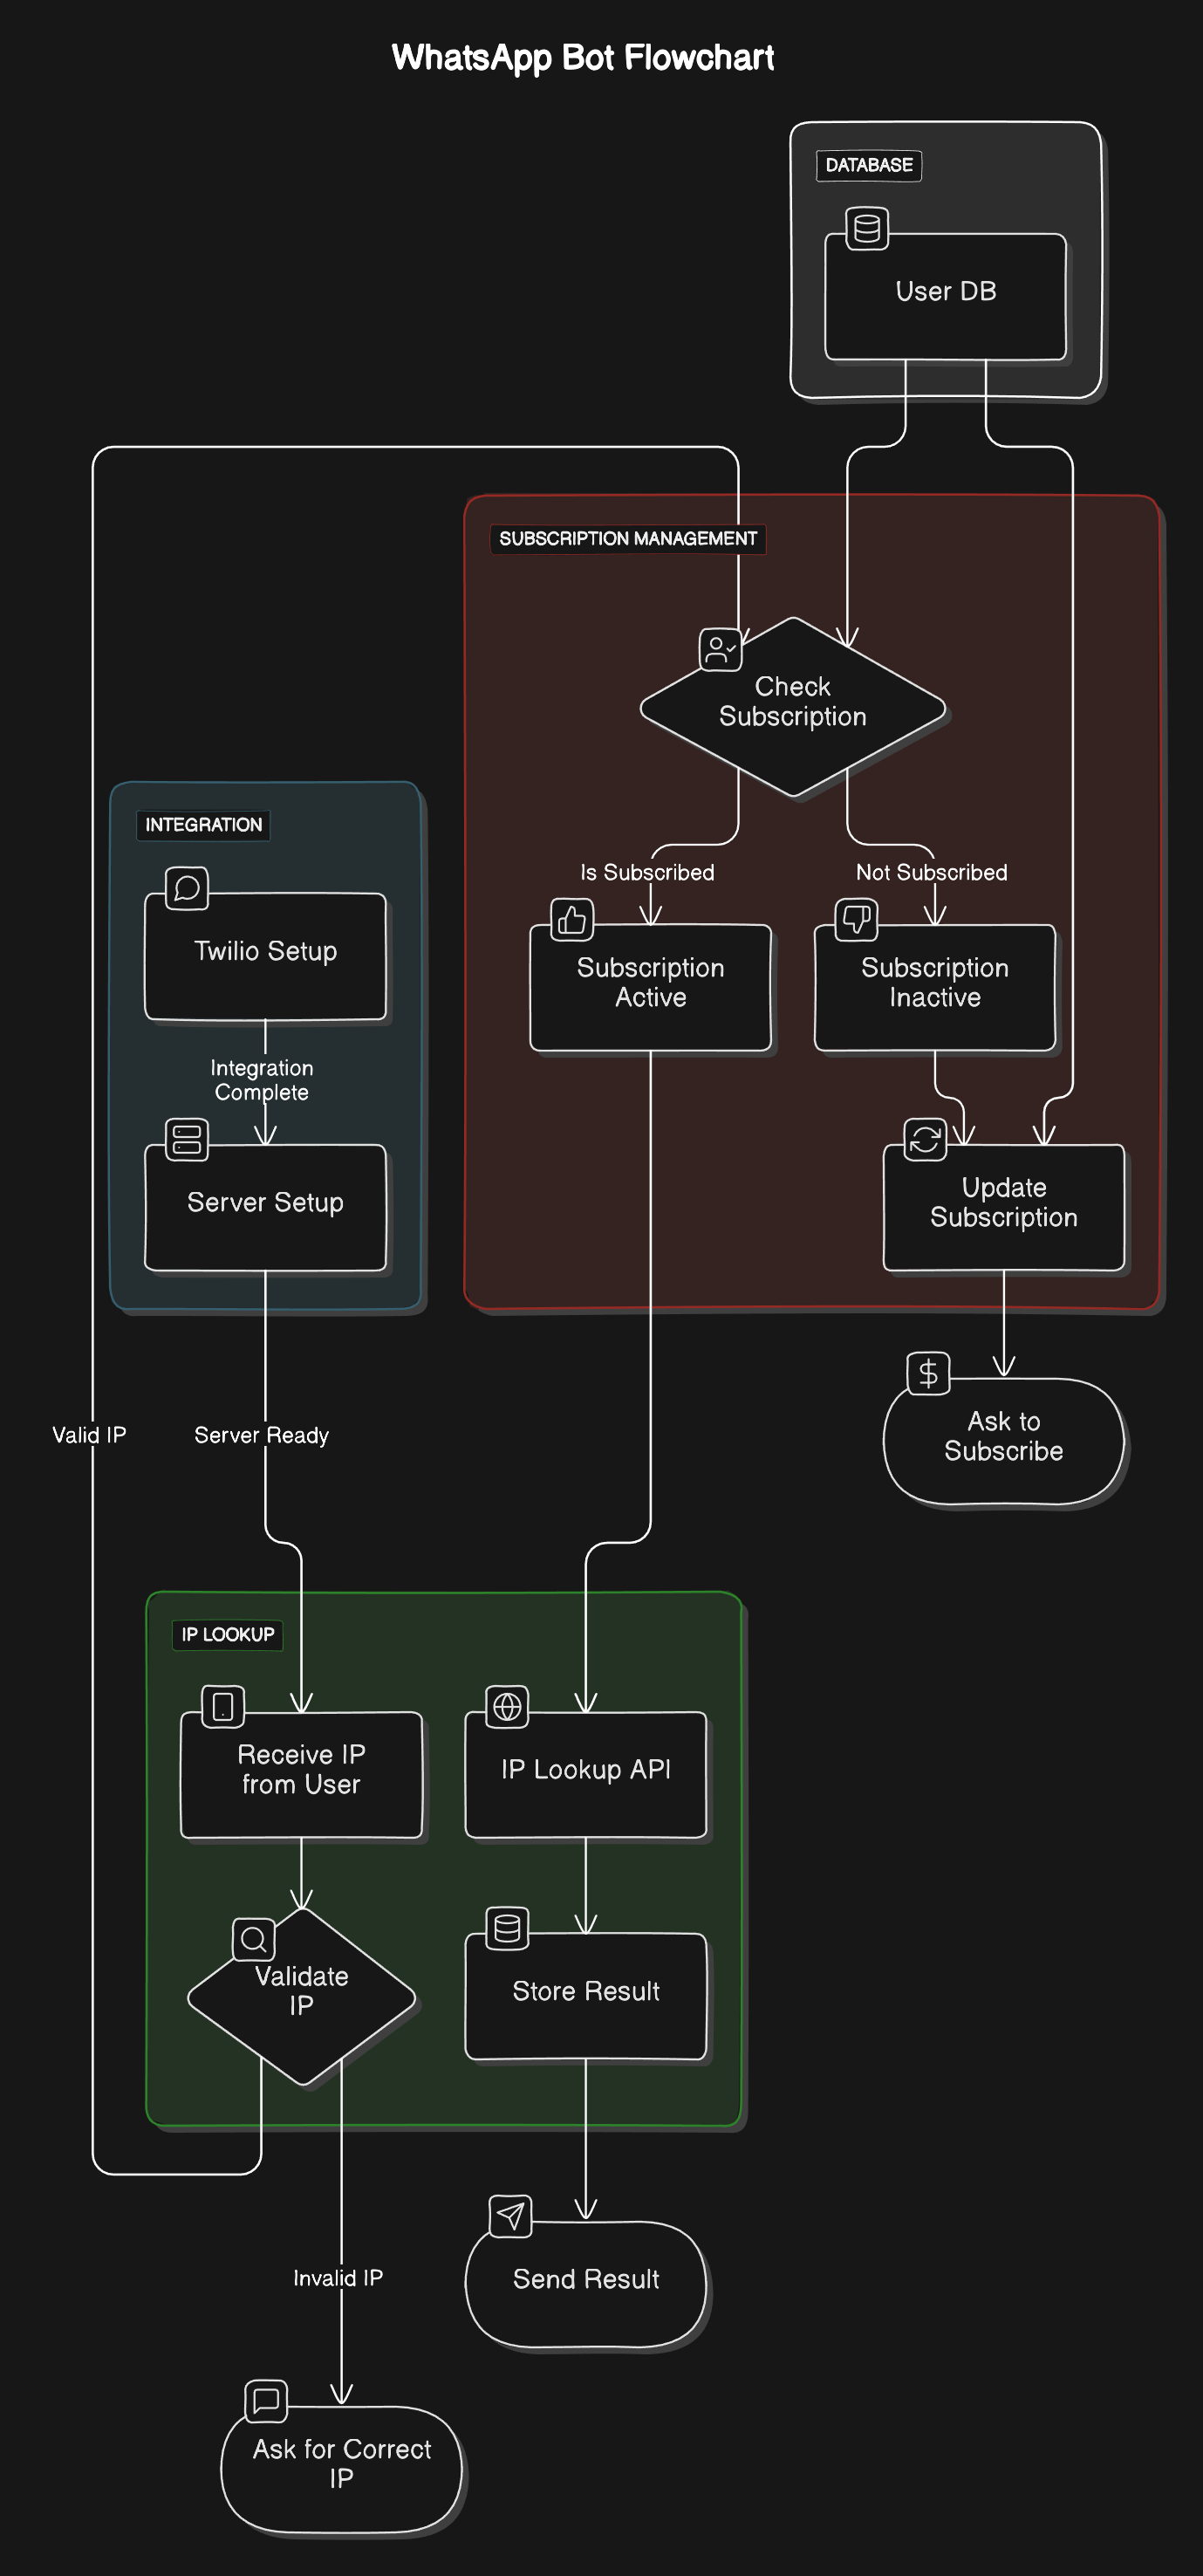 WhatsApp Bot Flowchart
DATABASE
User DB
SUBSCRIPTION MANAGEMENT
Check
Subscription
INTEGRATION
Twilio Setup
Integration
Complete
Server Setup
Is Subscribed
Not Subscribed
Subscription
Active
Subscription
Inactive
Update
Subscription
Ask to
Subscribe
Valid IP
Server Ready
IP LOOKUP
Receive IP
from User
IP Lookup API
Validate
IP
Store Result
Invalid IP
Send Result
Ask for Correct
IP